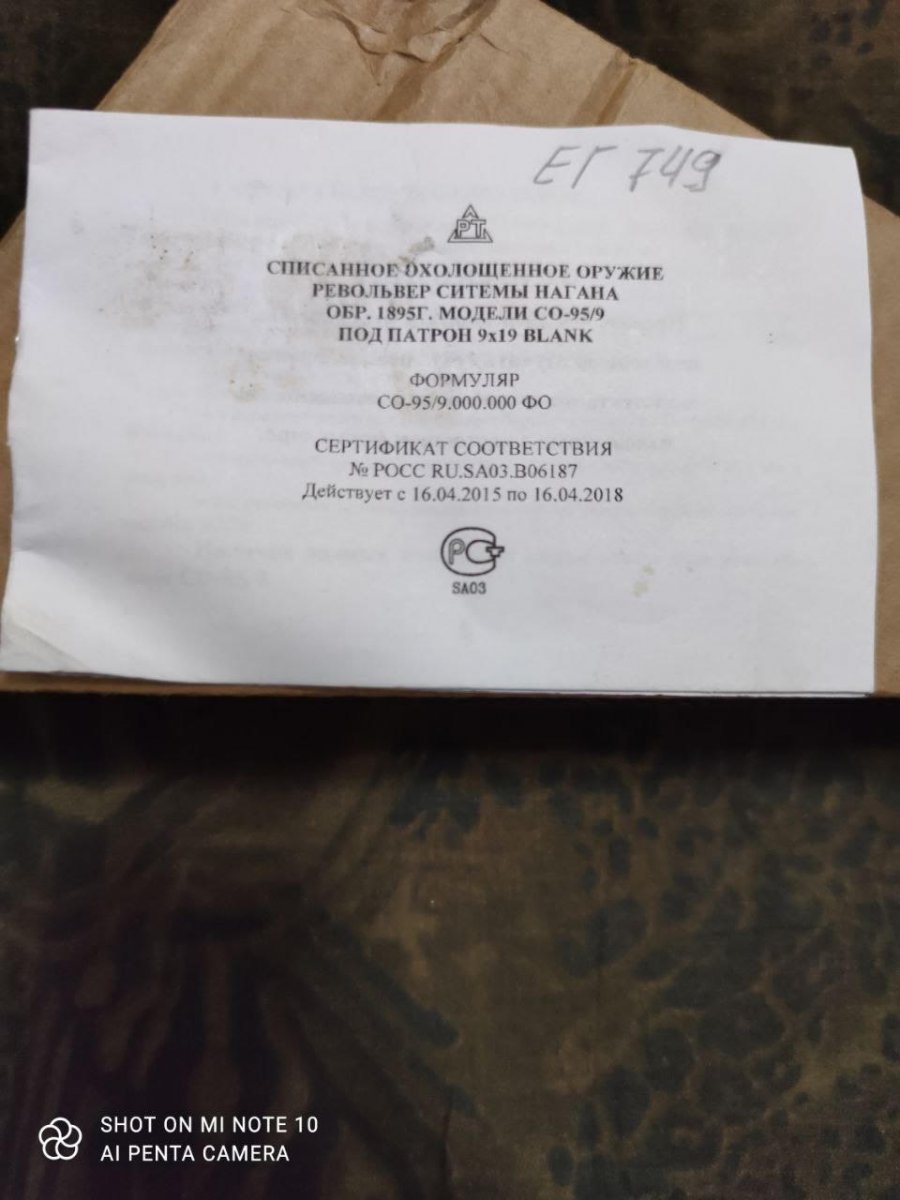 ЕГ 749
РТ
СПИСАННОЕ ОХОЛОЩЕННОЕ ОРУЖИЕ
РЕВОЛЬВЕР СИТЕМЫ НАГАНА
ОБР. 1895Г. МОДЕЛИ СО-95/9
ПОД ПАТРОН 9х19 BLANK
ФОРМУЛЯР
СО-95/9.000.000 ФО
СЕРТИФИКАТ СООТВЕТСТВИЯ
№ РОСС RU.SA03.B06187
Действует с 16.04.2015 по 16.04.2018
РСТ
SA03
SHOT ON MI NOTE 10
AI PENTA CAMERA